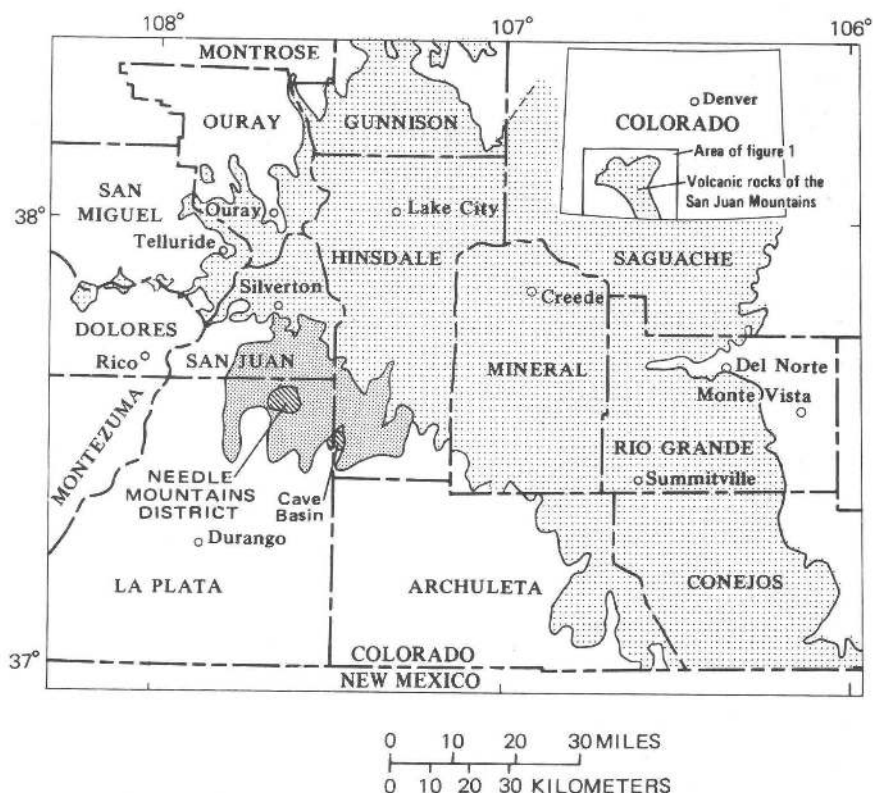 108°
107°
106°
MONTROSE
OURAY
GUNNISON
Denver
COLORADO
Area of figure 1
Volcanic rocks of the
San Juan Mountains
SAN
MIGUEL
38°
Ouray
Lake City
Telluride
HINSDALE
SAGUACHE
Silverton
Creede
DOLORES
Rico
SAN JUAN
MINERAL
Del Norte
Monte Vista
MONTEZUMA
RIO GRANDE
NEEDLE
MOUNTAINS
DISTRICT
Cave
Basin
Summitville
Durango
LA PLATA
ARCHULETA
CONEJOS
37°
COLORADO
NEW MEXICO
0 10 20 30 MILES
0 10 20 30 KILOMETERS